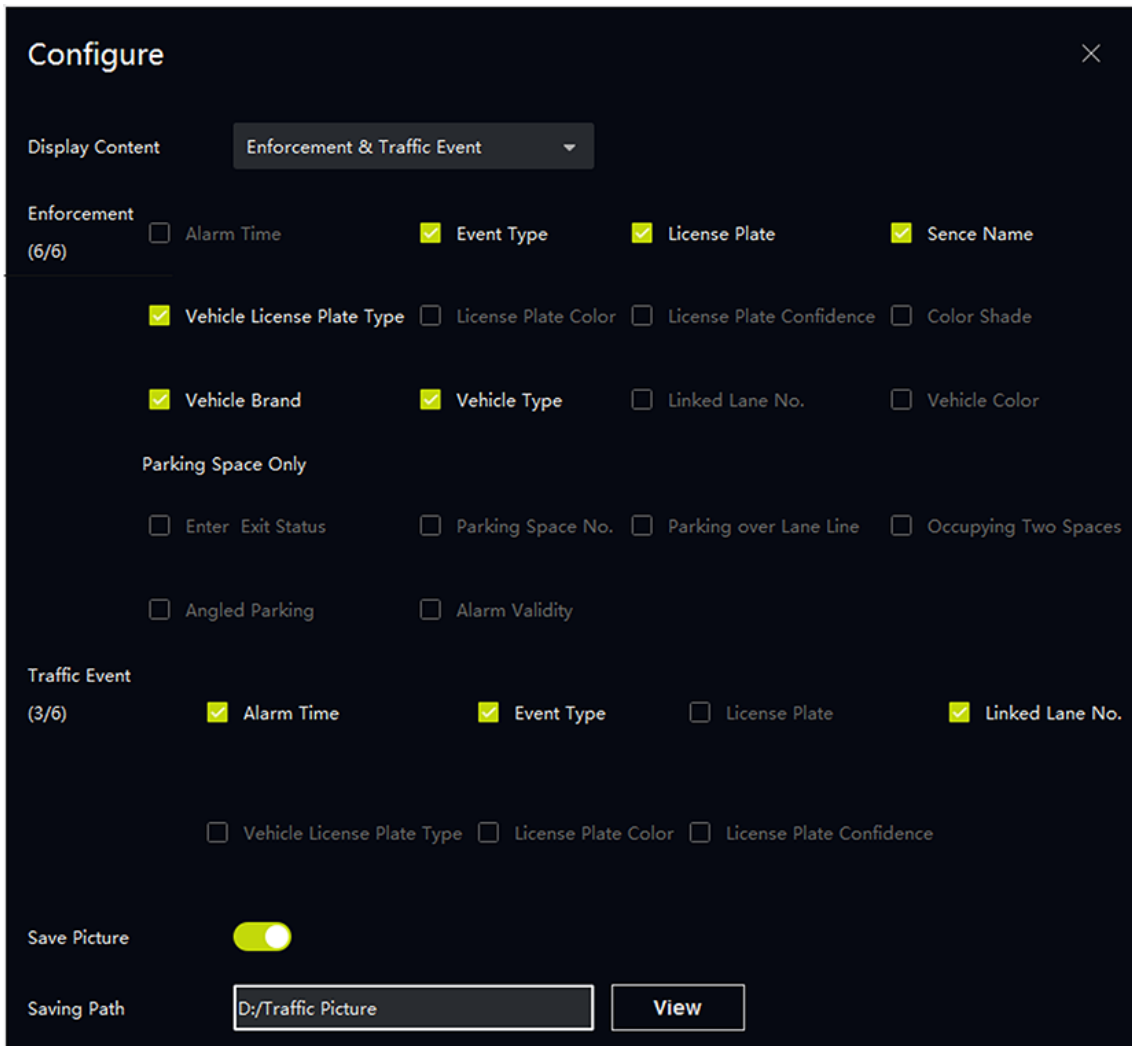 Configure
Display Content Enforcement & Traffic Event
Enforcement
(6/6)
Alarm Time Event Type License Plate Sence Name
Vehicle License Plate Type License Plate Color License Plate Confidence Color Shade
Vehicle Brand Vehicle Type Linked Lane No. Vehicle Color
Parking Space Only
Enter Exit Status Parking Space No. Parking over Lane Line Occupying Two Spaces
Angled Parking Alarm Validity
Traffic Event
(3/6)
Alarm Time Event Type License Plate Linked Lane No.
Vehicle License Plate Type License Plate Color License Plate Confidence
Save Picture
Saving Path D:/Traffic Picture View